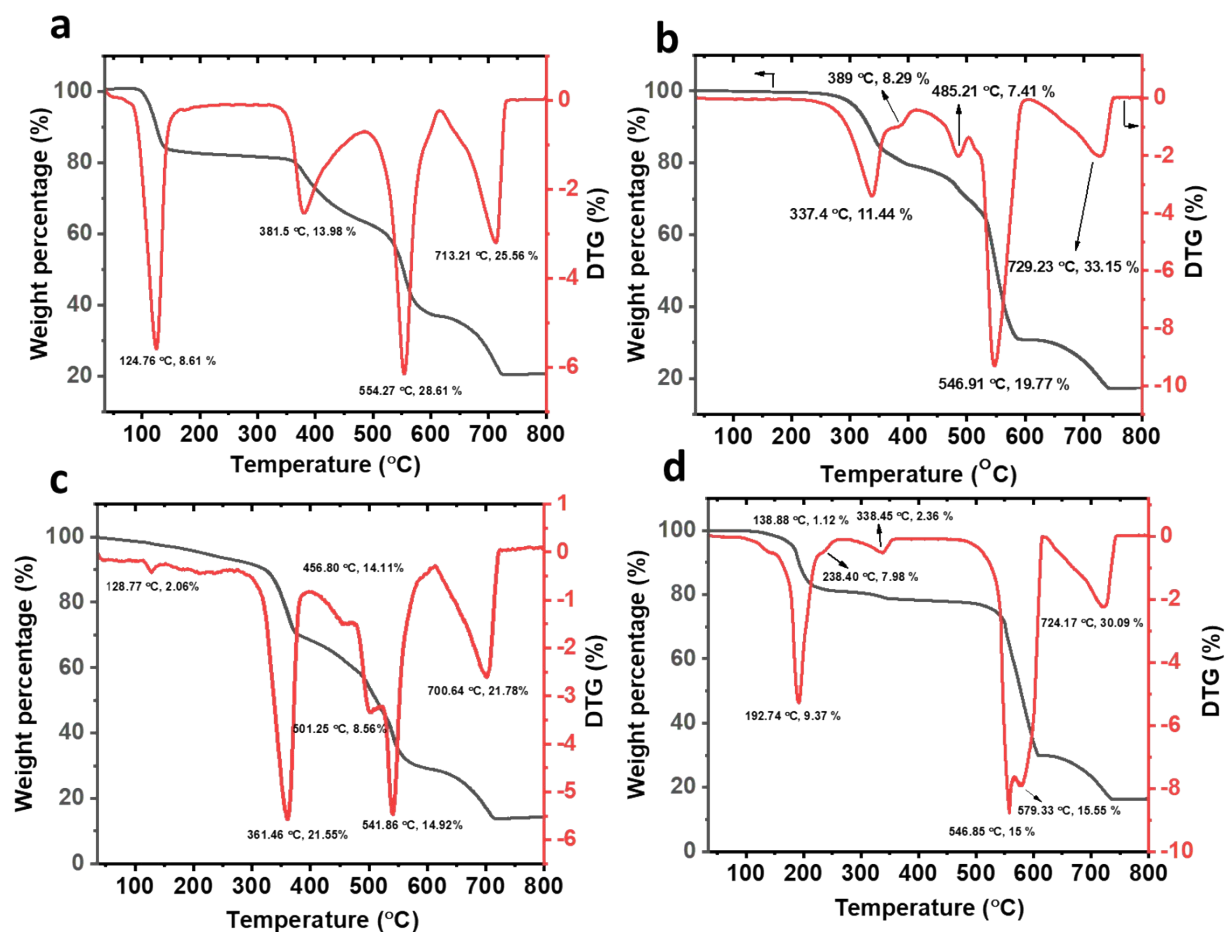 a
Weight percentage (%)
100
80
60
40
20
124.76 °C, 8.61 %
381.5 °C, 13.98 %
554.27 °C, 28.61 %
713.21 °C, 25.56 %
0
-2
-4
-6
DTG (%)
100 200 300 400 500 600 700 800
Temperature (°C)
b
Weight percentage (%)
100
80
60
40
20
389 °C, 8.29 %
485.21 °C, 7.41 %
337.4 °C, 11.44 %
729.23 °C, 33.15 %
546.91 °C, 19.77 %
2
0
-2
-4
-6
-8
-10
DTG (%)
100 200 300 400 500 600 700 800
Temperature (°C)
c
Weight percentage (%)
100
80
60
40
20
0
128.77 °C, 2.06%
456.80 °C, 14.11%
501.25 °C, 8.56%
700.64 °C, 21.78%
361.46 °C, 21.55%
541.86 °C, 14.92%
1
0
-1
-2
-3
-4
-5
DTG (%)
100 200 300 400 500 600 700 800
Temperature (°C)
d
Weight percentage (%)
100
80
60
40
20
0
138.88 °C, 1.12 %
338.45 °C, 2.36 %
238.40 °C, 7.98 %
724.17 °C, 30.09 %
192.74 °C, 9.37 %
579.33 °C, 15.55 %
546.85 °C, 15 %
0
-2
-4
-6
-8
-10
DTG (%)
100 200 300 400 500 600 700 800
Temperature (°C)